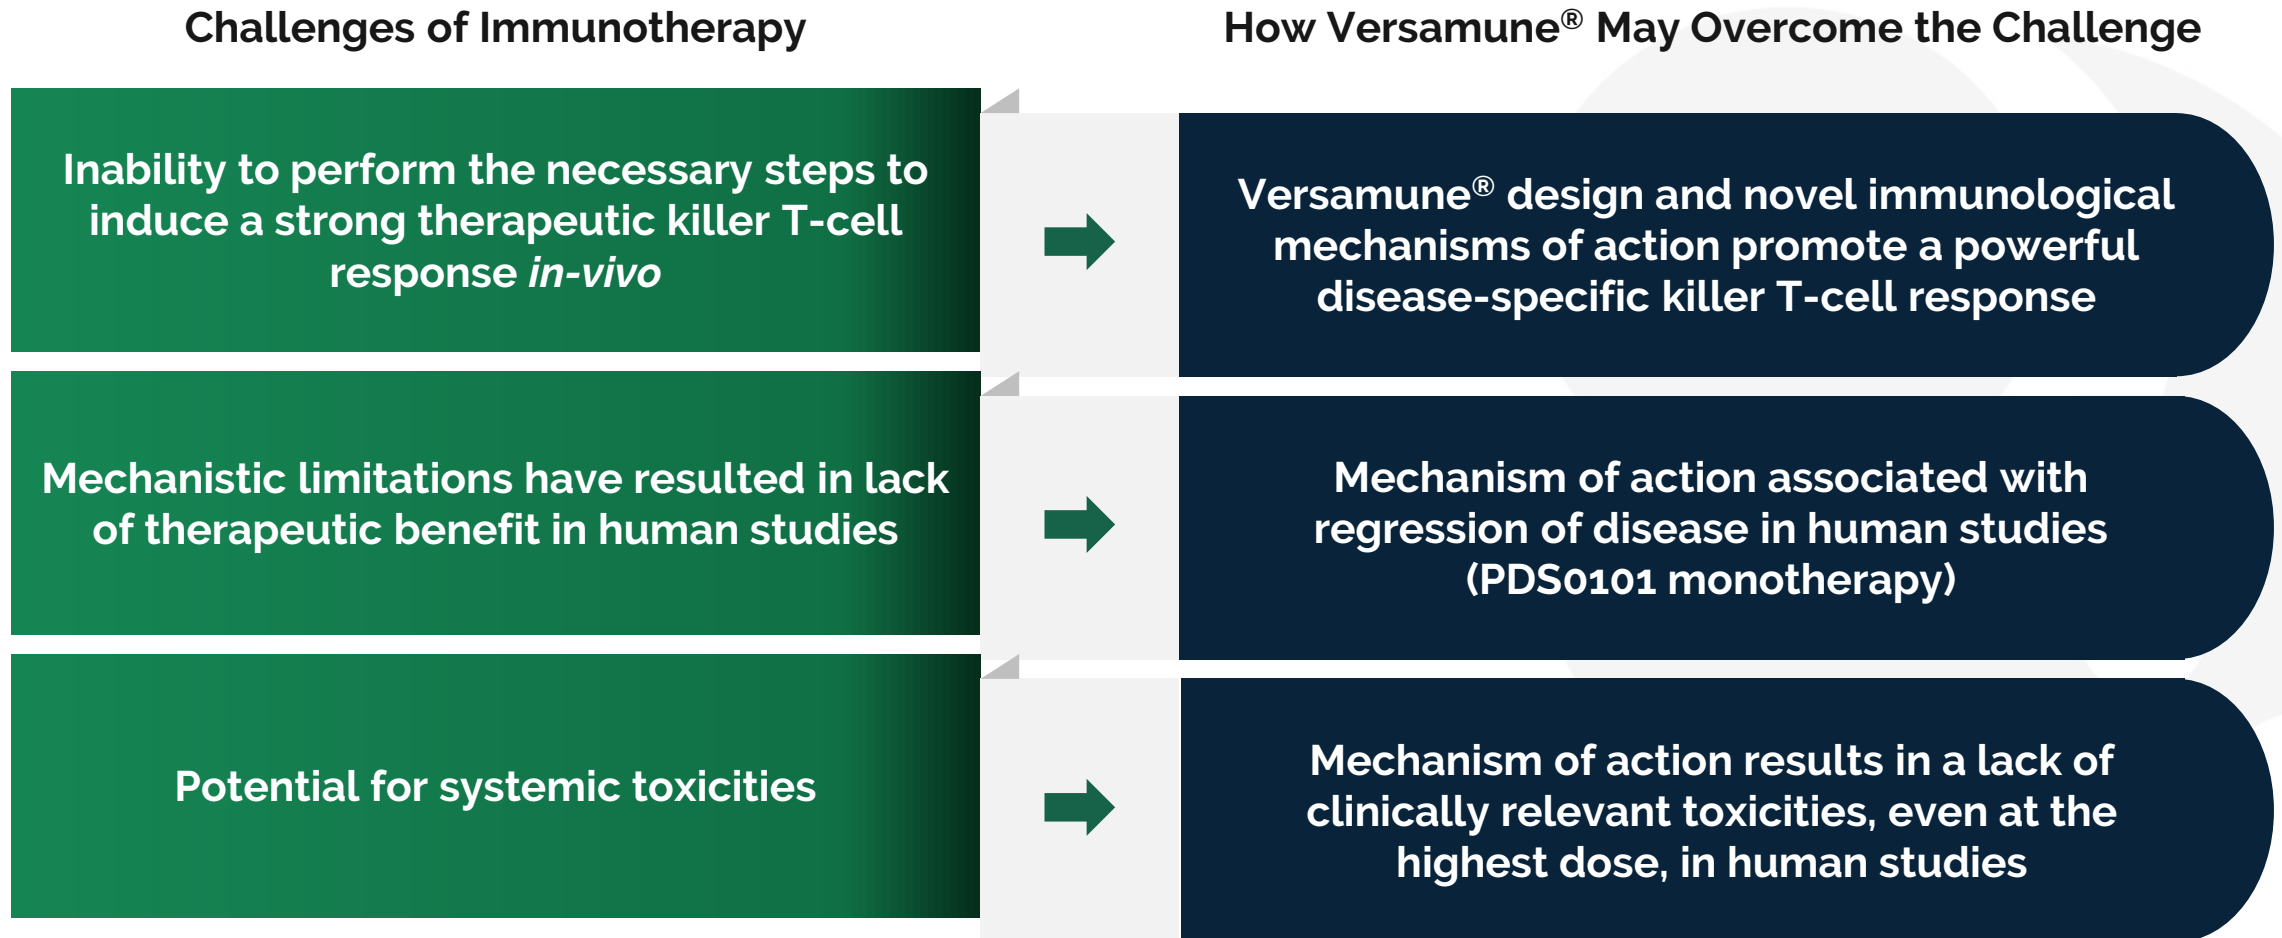 Challenges of Immunotherapy
How Versamune® May Overcome the Challenge
Inability to perform the necessary steps to
induce a strong therapeutic killer T-cell
response in-vivo
Versamune® design and novel immunological
mechanisms of action promote a powerful
disease-specific killer T-cell response
Mechanistic limitations have resulted in lack
of therapeutic benefit in human studies
Mechanism of action associated with
regression of disease in human studies
(PDS0101 monotherapy)
Potential for systemic toxicities
Mechanism of action results in a lack of
clinically relevant toxicities, even at the
highest dose, in human studies